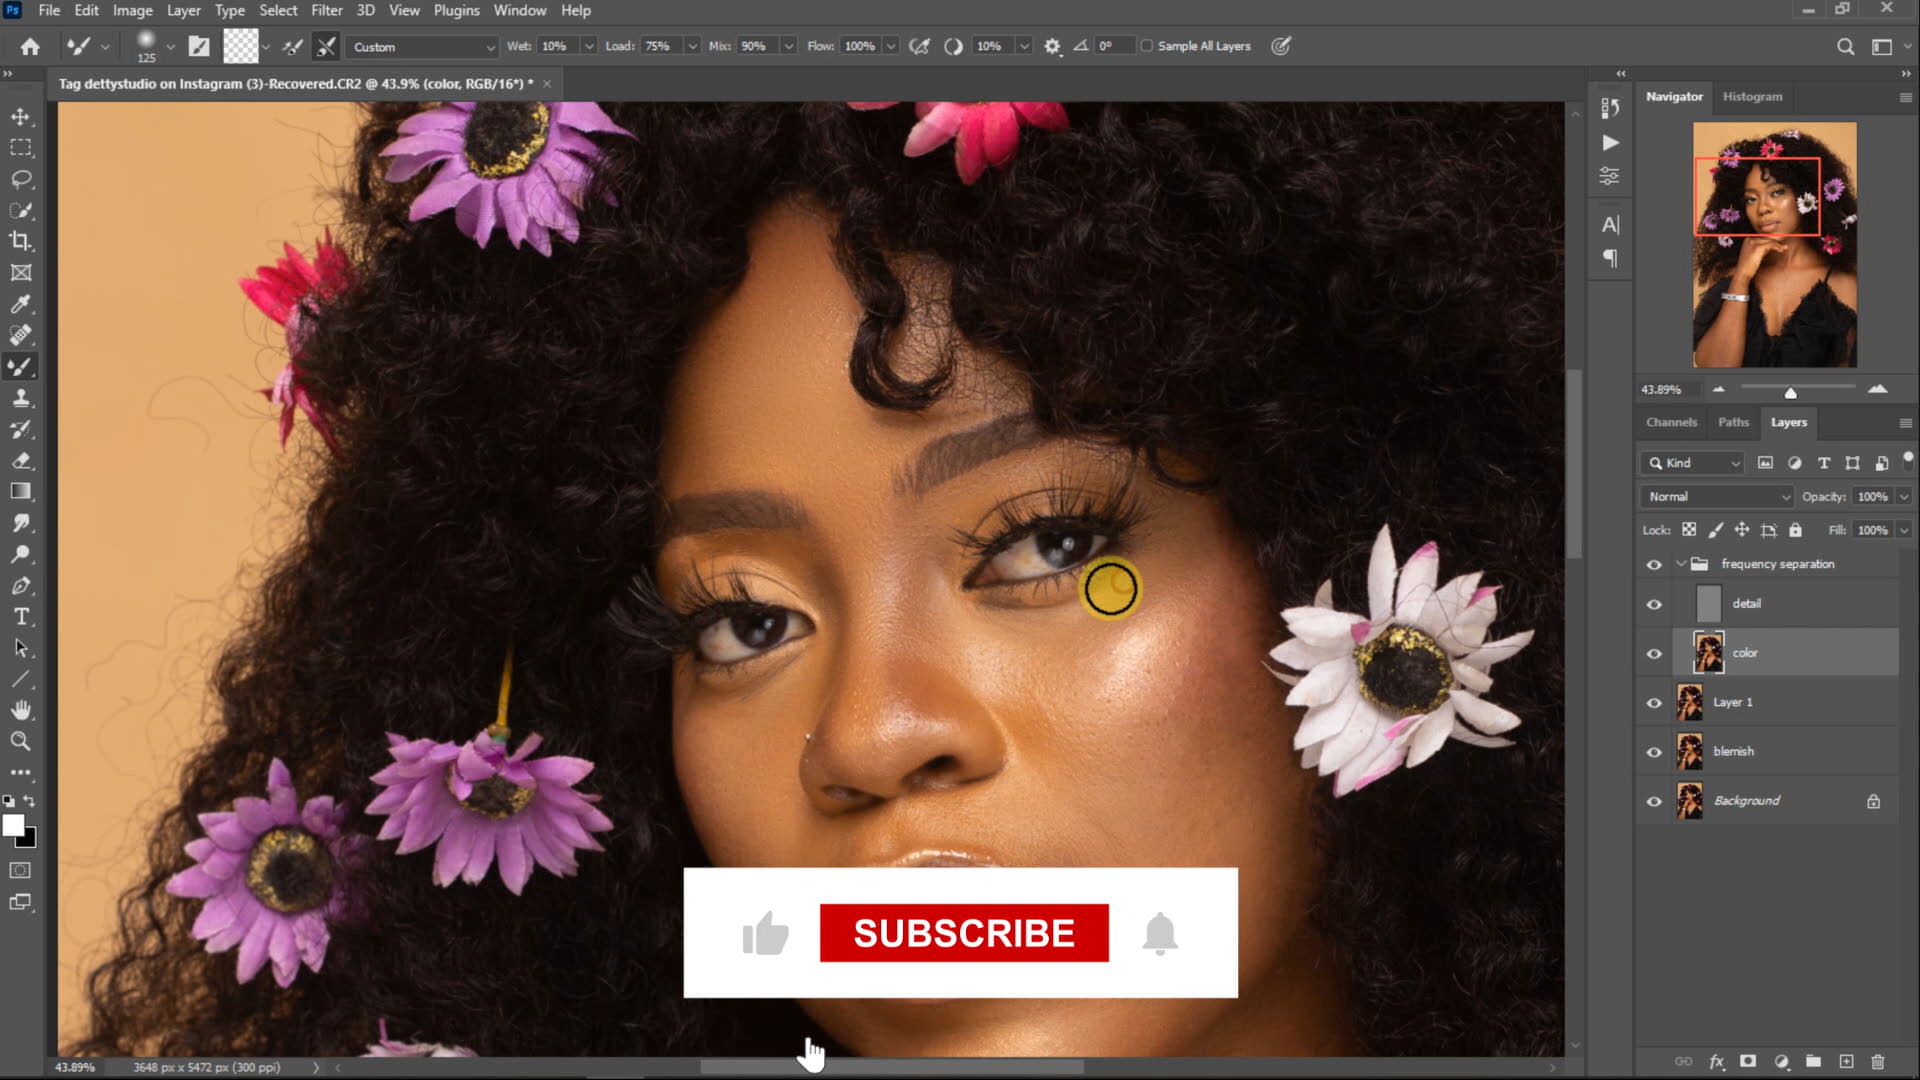 Ps File Edit Image Layer Type Select Filter 3D View Plugins Window Help
125 Custom Wet: 10% Load: 75% Mix: 90% Flow: 100% 10% 0° Sample All Layers
Tag dettystudio on Instagram (3)-Recovered.CR2 @ 43.9% (color, RGB/16*) *
Navigator Histogram
43.89%
Channels Paths Layers
Kind
Normal Opacity: 100%
Lock: Fill: 100%
frequency separation
detail
color
Layer 1
blemish
Background
SUBSCRIBE
43.89% 3648 px x 5472 px (300 ppi)